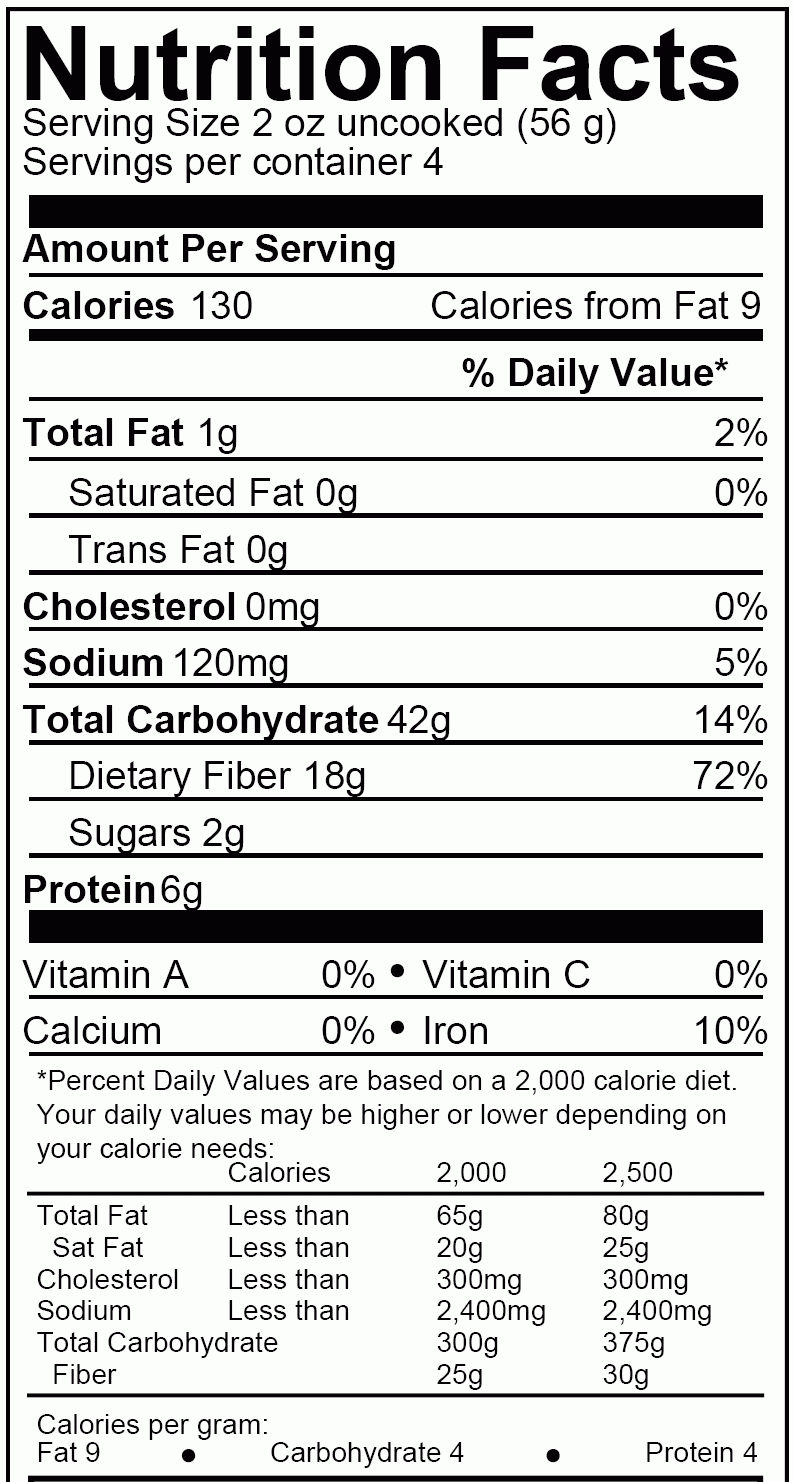 Nutrition Facts
Serving Size 2 oz uncooked (56 g)
Servings per container 4
Amount Per Serving
Calories 130 Calories from Fat 9
% Daily Value*
Total Fat 1g 2%
Saturated Fat 0g 0%
Trans Fat 0g
Cholesterol 0mg 0%
Sodium 120mg 5%
Total Carbohydrate 42g 14%
Dietary Fiber 18g 72%
Sugars 2g
Protein 6g
Vitamin A 0% • Vitamin C 0%
Calcium 0% • Iron 10%
*Percent Daily Values are based on a 2,000 calorie diet.
Your daily values may be higher or lower depending on
your calorie needs:
Calories 2,000 2,500
Total Fat Less than 65g 80g
Sat Fat Less than 20g 25g
Cholesterol Less than 300mg 300mg
Sodium Less than 2,400mg 2,400mg
Total Carbohydrate 300g 375g
Fiber 25g 30g
Calories per gram:
Fat 9 • Carbohydrate 4 • Protein 4